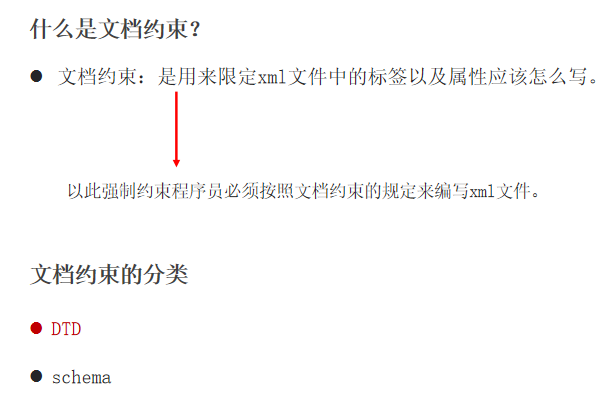 什么是文档约束？
● 文档约束：是用来限定xml文件中的标签以及属性应该怎么写。
以此强制约束程序员必须按照文档约束的规定来编写xml文件。
文档约束的分类
● DTD
● schema